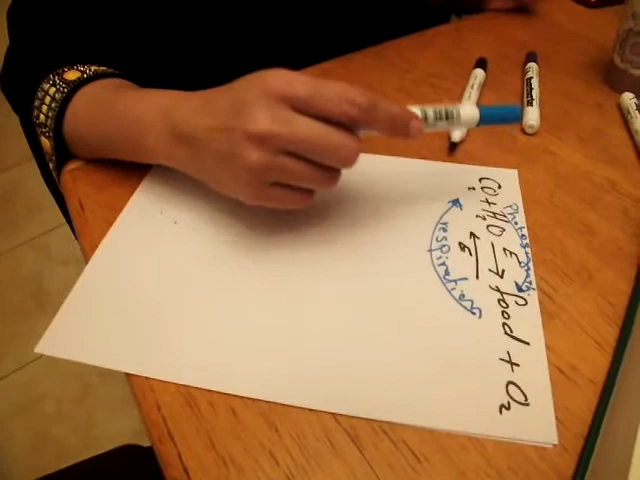 Photosynthesis
CO₂ + H₂O E → food + O₂
← E
respiration